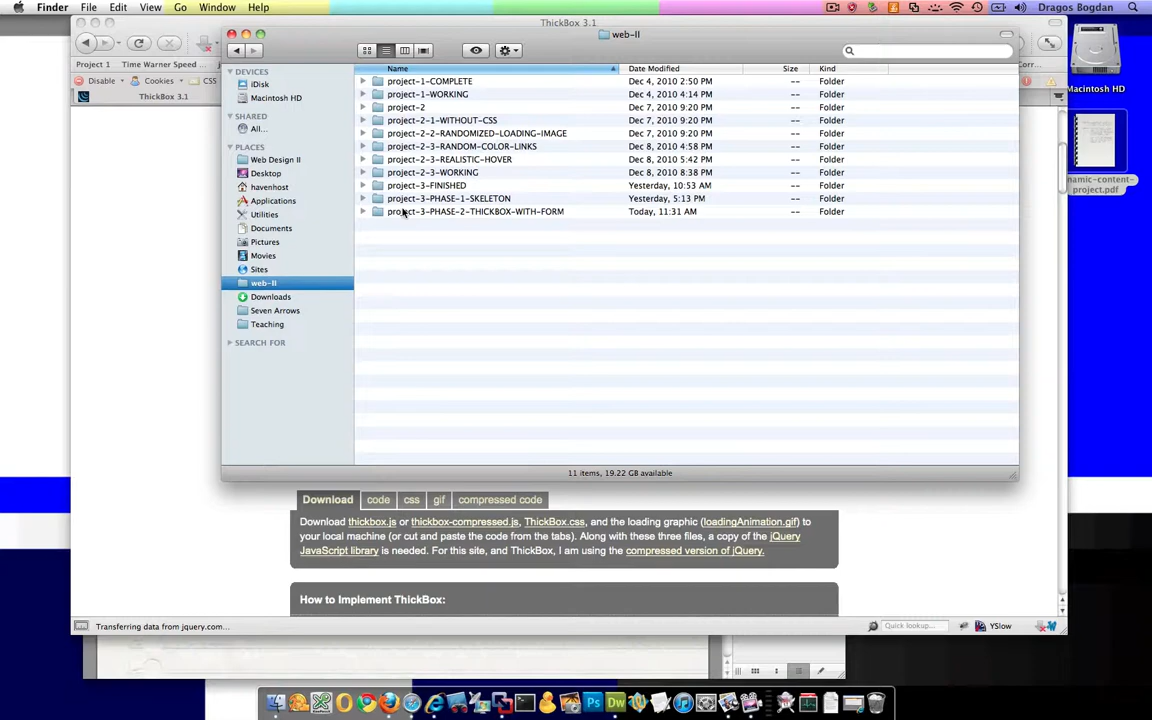 Finder File Edit View Go Window Help Dragos Bogdan
ThickBox 3.1
web-II
Project 1 Time Warner Speed
Disable Cookies CSS
ThickBox 3.1
Name Date Modified Size Kind
DEVICES
iDisk
Macintosh HD
SHARED
All...
PLACES
Web Design II
Desktop
havenhost
Applications
Utilities
Documents
Pictures
Movies
Sites
web-II
Downloads
Seven Arrows
Teaching
SEARCH FOR
project-1-COMPLETE Dec 4, 2010 2:50 PM -- Folder
project-1-WORKING Dec 4, 2010 4:14 PM -- Folder
project-2 Dec 7, 2010 9:20 PM -- Folder
project-2-1-WITHOUT-CSS Dec 7, 2010 9:20 PM -- Folder
project-2-2-RANDOMIZED-LOADING-IMAGE Dec 7, 2010 9:20 PM -- Folder
project-2-3-RANDOM-COLOR-LINKS Dec 8, 2010 4:58 PM -- Folder
project-2-3-REALISTIC-HOVER Dec 8, 2010 5:42 PM -- Folder
project-2-3-WORKING Dec 8, 2010 8:38 PM -- Folder
project-3-FINISHED Yesterday, 10:53 AM -- Folder
project-3-PHASE-1-SKELETON Yesterday, 5:13 PM -- Folder
project-3-PHASE-2-THICKBOX-WITH-FORM Today, 11:31 AM -- Folder
11 items, 19.22 GB available
Corr...
Macintosh HD
namic-content-
project.pdf
Download code css gif compressed code
Download thickbox.js or thickbox-compressed.js, ThickBox.css, and the loading graphic (loadingAnimation.gif) to
your local machine (or cut and paste the code from the tabs). Along with these three files, a copy of the jQuery
JavaScript library is needed. For this site, and ThickBox, I am using the compressed version of jQuery.
How to Implement ThickBox:
Transferring data from jquery.com... Quick lookup... YSlow
Ps Dw